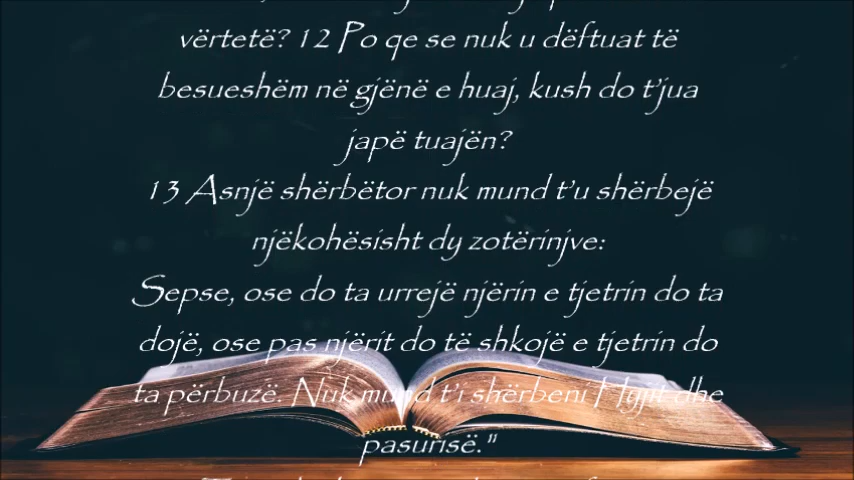 vërtetë? 12 Po qe se nuk u dëftuat të
besueshëm në gjënë e huaj, kush do t'jua
japë tuajën?
13 Asnjë shërbëtor nuk mund t'u shërbejë
njëkohësisht dy zotërinjve:
Sepse, ose do ta urrejë njërin e tjetrin do ta
dojë, ose pas njërit do të shkojë e tjetrin do
ta përbuzë. Nuk mund t'i shërbeni Hyjit dhe
pasurisë."